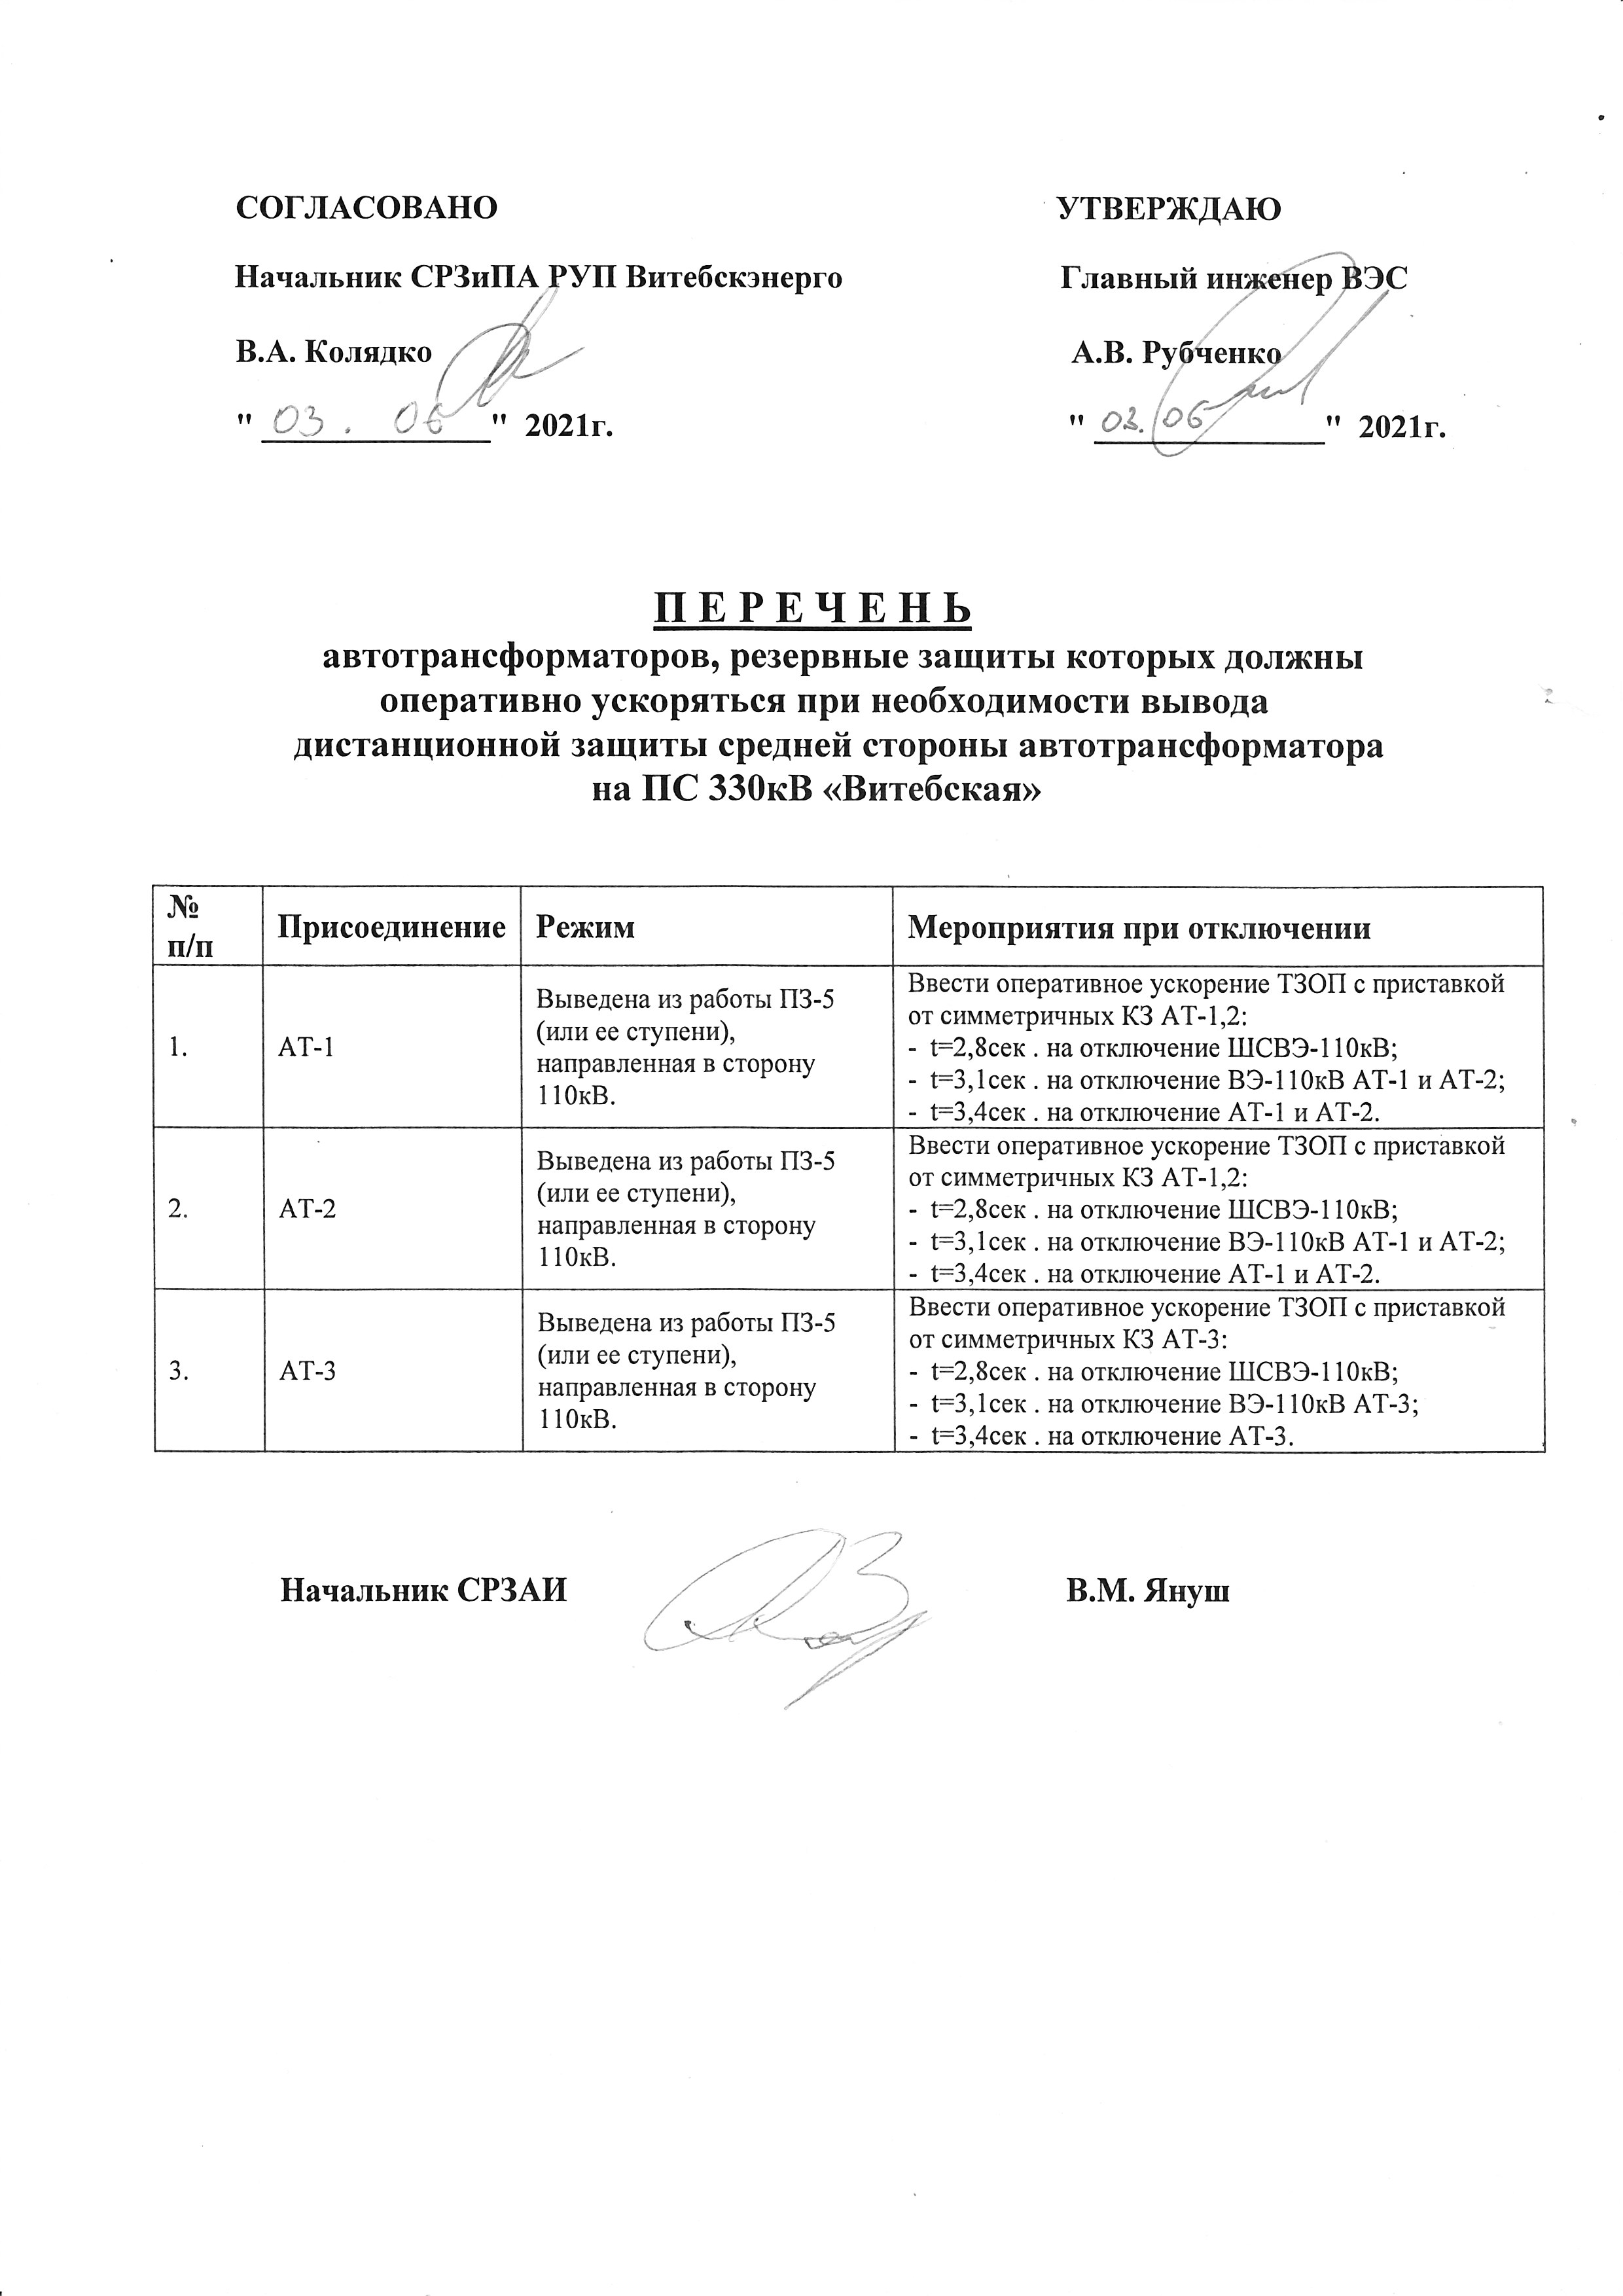 СОГЛАСОВАНО
УТВЕРЖДАЮ
Начальник СРЗиПА РУП Витебскэнерго
Главный инженер ВЭС
В.А. Колядко
А.В. Рубченко
" 03. 06 " 2021г.
" 03. 06 " 2021г.
П Е Р Е Ч Е Н Ь
автотрансформаторов, резервные защиты которых должны
оперативно ускоряться при необходимости вывода
дистанционной защиты средней стороны автотрансформатора
на ПС 330кВ «Витебская»
№
п/п
Присоединение
Режим
Мероприятия при отключении
1.
АТ-1
Выведена из работы ПЗ-5
(или ее ступени),
направленная в сторону
110кВ.
Ввести оперативное ускорение ТЗОП с приставкой
от симметричных КЗ АТ-1,2:
- t=2,8сек . на отключение ШСВЭ-110кВ;
- t=3,1сек . на отключение ВЭ-110кВ АТ-1 и АТ-2;
- t=3,4сек . на отключение АТ-1 и АТ-2.
2.
АТ-2
Выведена из работы ПЗ-5
(или ее ступени),
направленная в сторону
110кВ.
Ввести оперативное ускорение ТЗОП с приставкой
от симметричных КЗ АТ-1,2:
- t=2,8сек . на отключение ШСВЭ-110кВ;
- t=3,1сек . на отключение ВЭ-110кВ АТ-1 и АТ-2;
- t=3,4сек . на отключение АТ-1 и АТ-2.
3.
АТ-3
Выведена из работы ПЗ-5
(или ее ступени),
направленная в сторону
110кВ.
Ввести оперативное ускорение ТЗОП с приставкой
от симметричных КЗ АТ-3:
- t=2,8сек . на отключение ШСВЭ-110кВ;
- t=3,1сек . на отключение ВЭ-110кВ АТ-3;
- t=3,4сек . на отключение АТ-3.
Начальник СРЗАИ
В.М. Януш